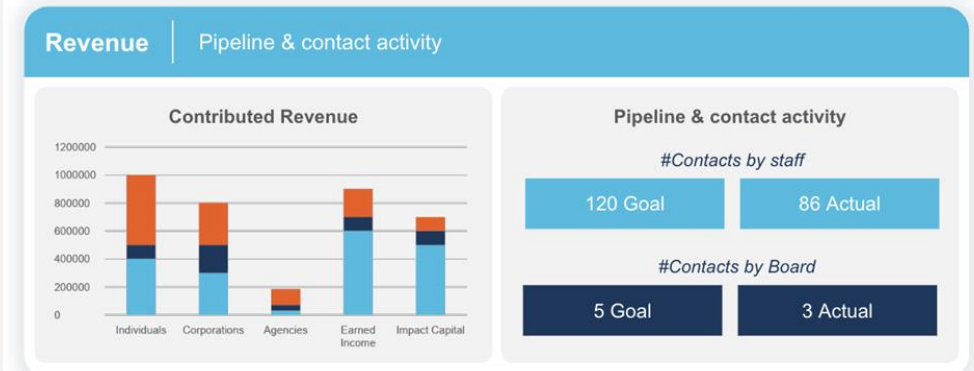 Revenue
Pipeline & contact activity
Contributed Revenue
1200000
1000000
800000
600000
400000
200000
0
Individuals
Corporations
Agencies
Earned
Income
Impact Capital
Pipeline & contact activity
#Contacts by staff
120 Goal
86 Actual
#Contacts by Board
5 Goal
3 Actual